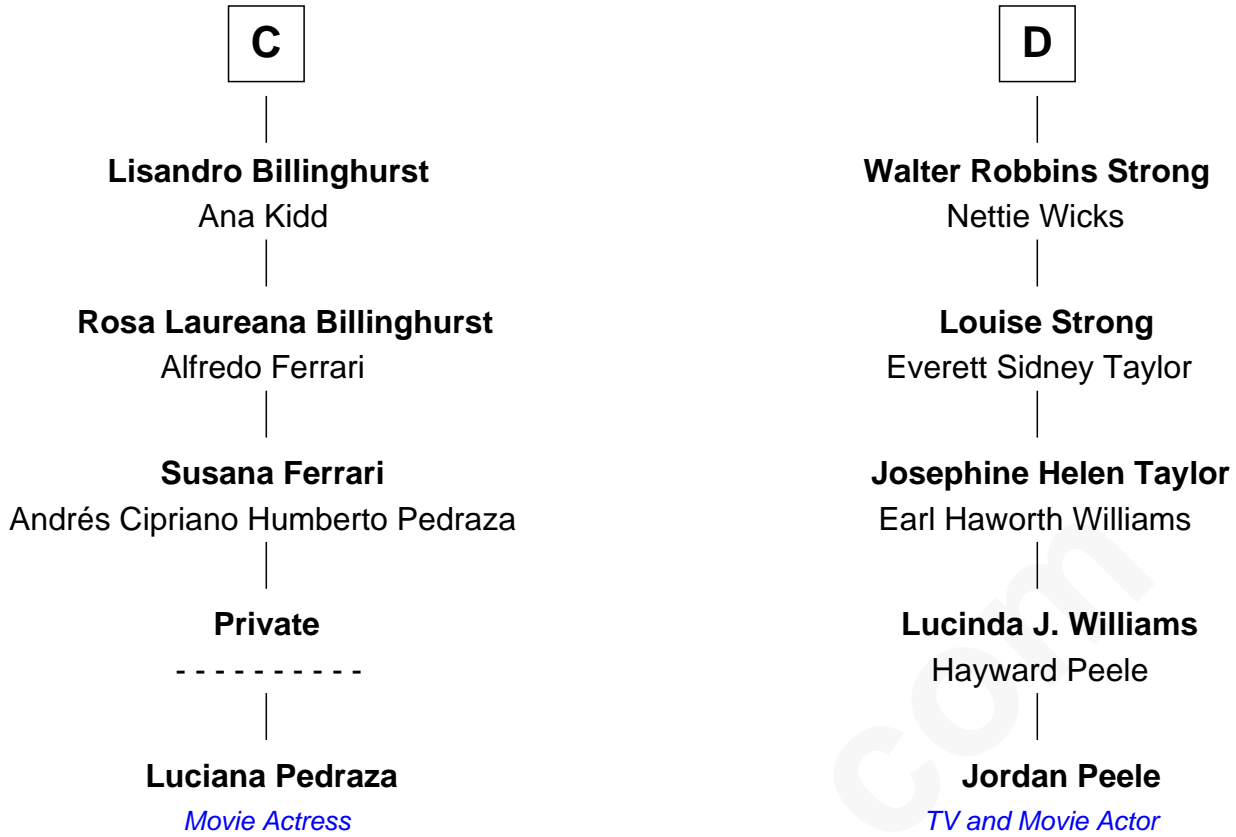 C
Lisandro Billinghurst
Ana Kidd
Rosa Laureana Billinghurst
Alfredo Ferrari
Susana Ferrari
Andrés Cipriano Humberto Pedraza
Private
- - - - - - - - - -
Luciana Pedraza
Movie Actress
D
Walter Robbins Strong
Nettie Wicks
Louise Strong
Everett Sidney Taylor
Josephine Helen Taylor
Earl Haworth Williams
Lucinda J. Williams
Hayward Peele
Jordan Peele
TV and Movie Actor
com